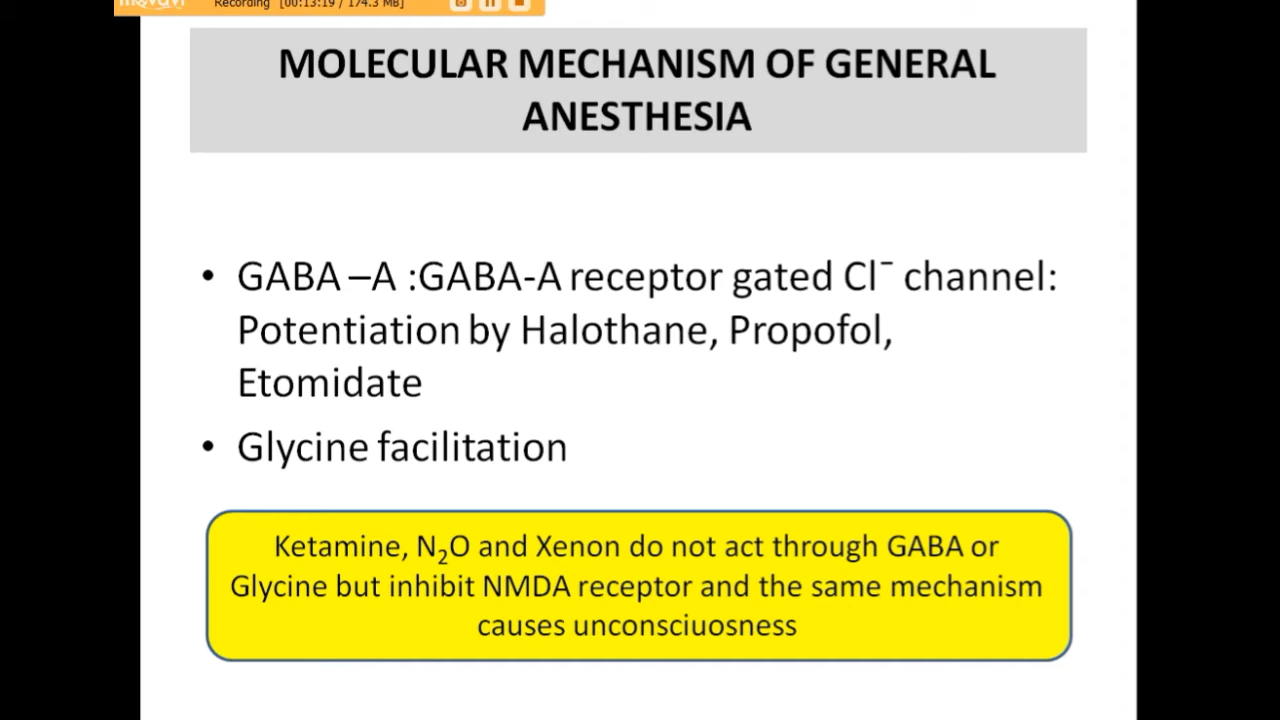 Recording [00:13:19 / 174.3 MB]
MOLECULAR MECHANISM OF GENERAL
ANESTHESIA
• GABA –A :GABA-A receptor gated Cl⁻ channel:
Potentiation by Halothane, Propofol,
Etomidate
• Glycine facilitation
Ketamine, N₂O and Xenon do not act through GABA or
Glycine but inhibit NMDA receptor and the same mechanism
causes unconsciuosness